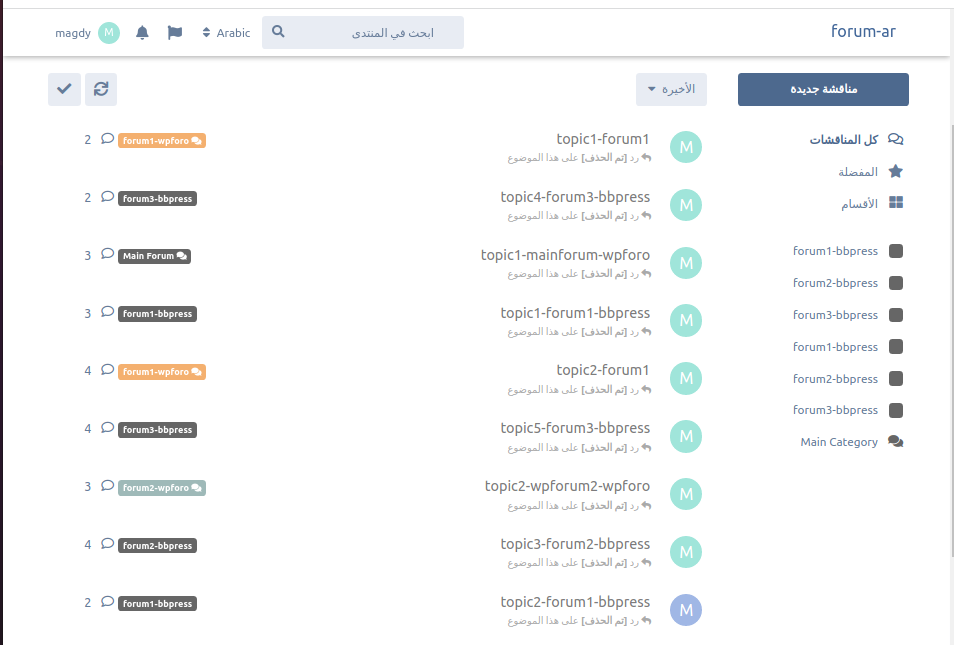 forum-ar
ابحث في المنتدى
Arabic
M magdy
مناقشة جديدة
الأخيرة
كل المناقشات
المفضلة
الأقسام
forum1-bbpress
forum2-bbpress
forum3-bbpress
forum1-bbpress
forum2-bbpress
forum3-bbpress
Main Category
M topic1-forum1 forum1-wpforo 2
رد [تم الحذف] على هذا الموضوع
M topic4-forum3-bbpress forum3-bbpress 2
رد [تم الحذف] على هذا الموضوع
M topic1-mainforum-wpforo Main Forum 3
رد [تم الحذف] على هذا الموضوع
M topic1-forum1-bbpress forum1-bbpress 3
رد [تم الحذف] على هذا الموضوع
M topic2-forum1 forum1-wpforo 4
رد [تم الحذف] على هذا الموضوع
M topic5-forum3-bbpress forum3-bbpress 4
رد [تم الحذف] على هذا الموضوع
M topic2-wpforum2-wpforo forum2-wpforo 3
رد [تم الحذف] على هذا الموضوع
M topic3-forum2-bbpress forum2-bbpress 4
رد [تم الحذف] على هذا الموضوع
M topic2-forum1-bbpress forum1-bbpress 2
رد [تم الحذف] على هذا الموضوع